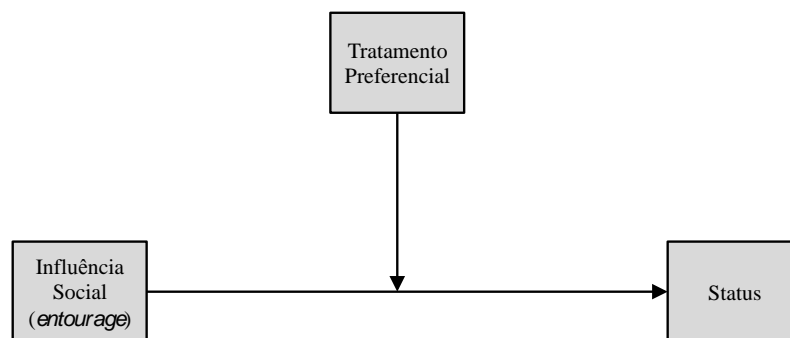 Tratamento
Preferencial
Influência
Social
(entourage)
Status